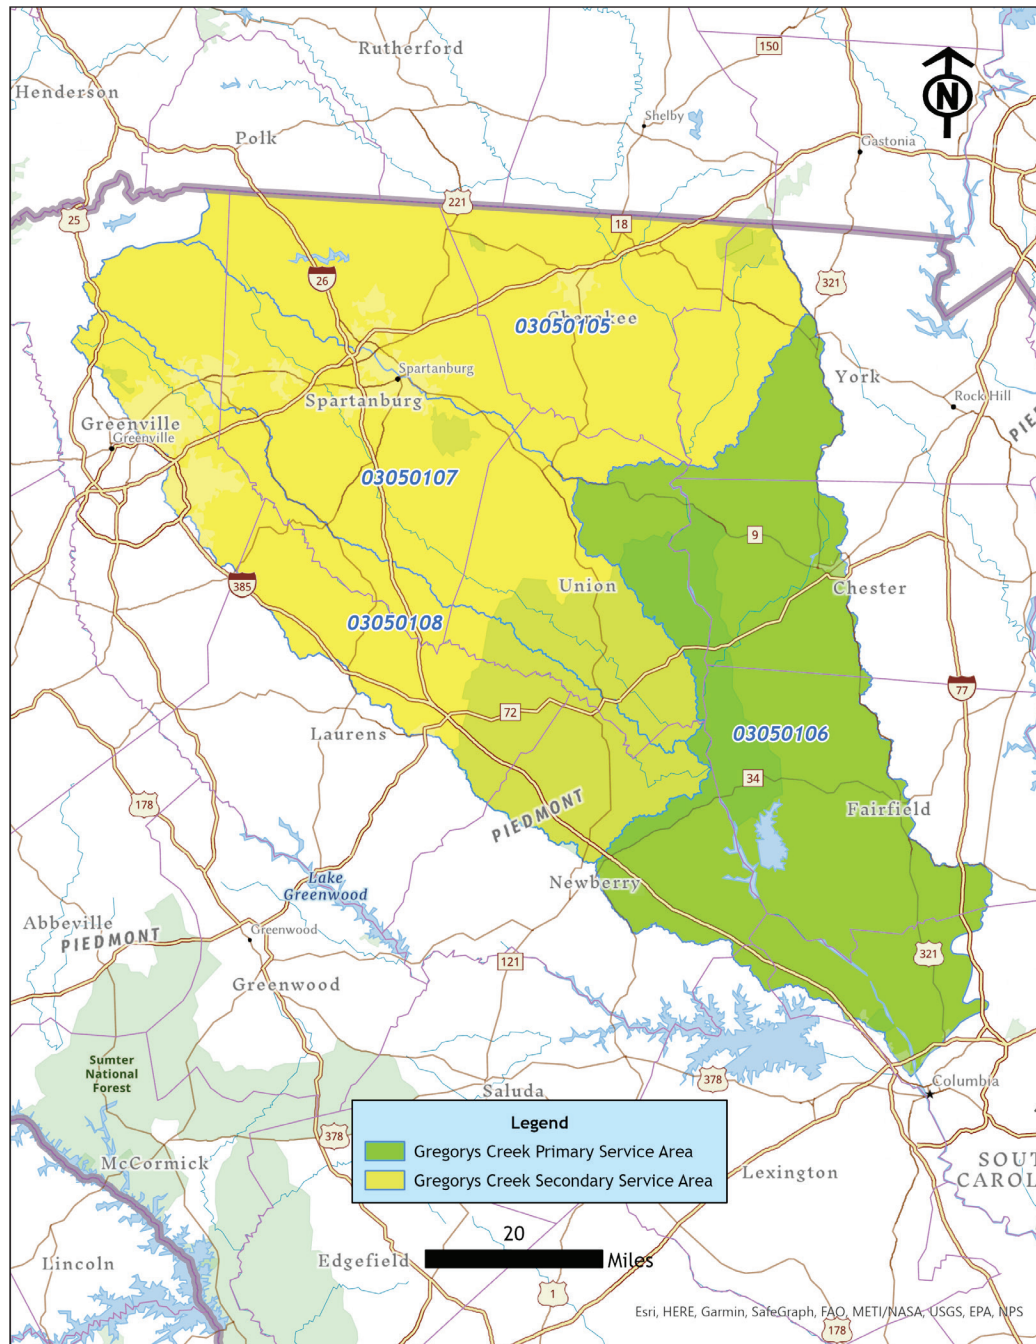 Rutherford
150
Henderson
N
Shelby
Polk
Gastonia
221
25
18
26
321
03050105
Cherokee
Spartanburg
York
Spartanburg
Rock Hill
Greenville
Greenville
PIE
03050107
9
385
Union
Chester
03050108
77
72
Laurens
03050106
34
178
Fairfield
PIEDMONT
Newberry
Lake
Greenwood
Abbeville
PIEDMONT
Greenwood
121
321
Greenwood
Sumter
National
Forest
378
Columbia
Saluda
Legend
378
Gregorys Creek Primary Service Area
McCormick
Lexington
SOUT
CAROL
Gregorys Creek Secondary Service Area
20
Miles
Edgefield
Lincoln
1
Esri, HERE, Garmin, SafeGraph, FAO, METI/NASA, USGS, EPA, NPS
178